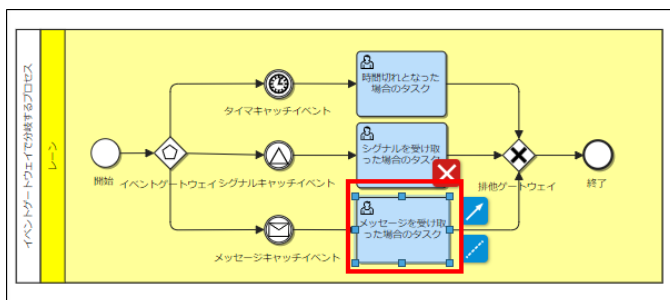 イベントゲートウェイで分岐するプロセス
レーン
時間切れとなった
場合のタスク
タイマキャッチイベント
シグナルを受け取
った場合のタスク
開始
イベントゲートウェイ
シグナルキャッチイベント
排他ゲートウェイ
終了
メッセージを受け取
った場合のタスク
メッセージキャッチイベント